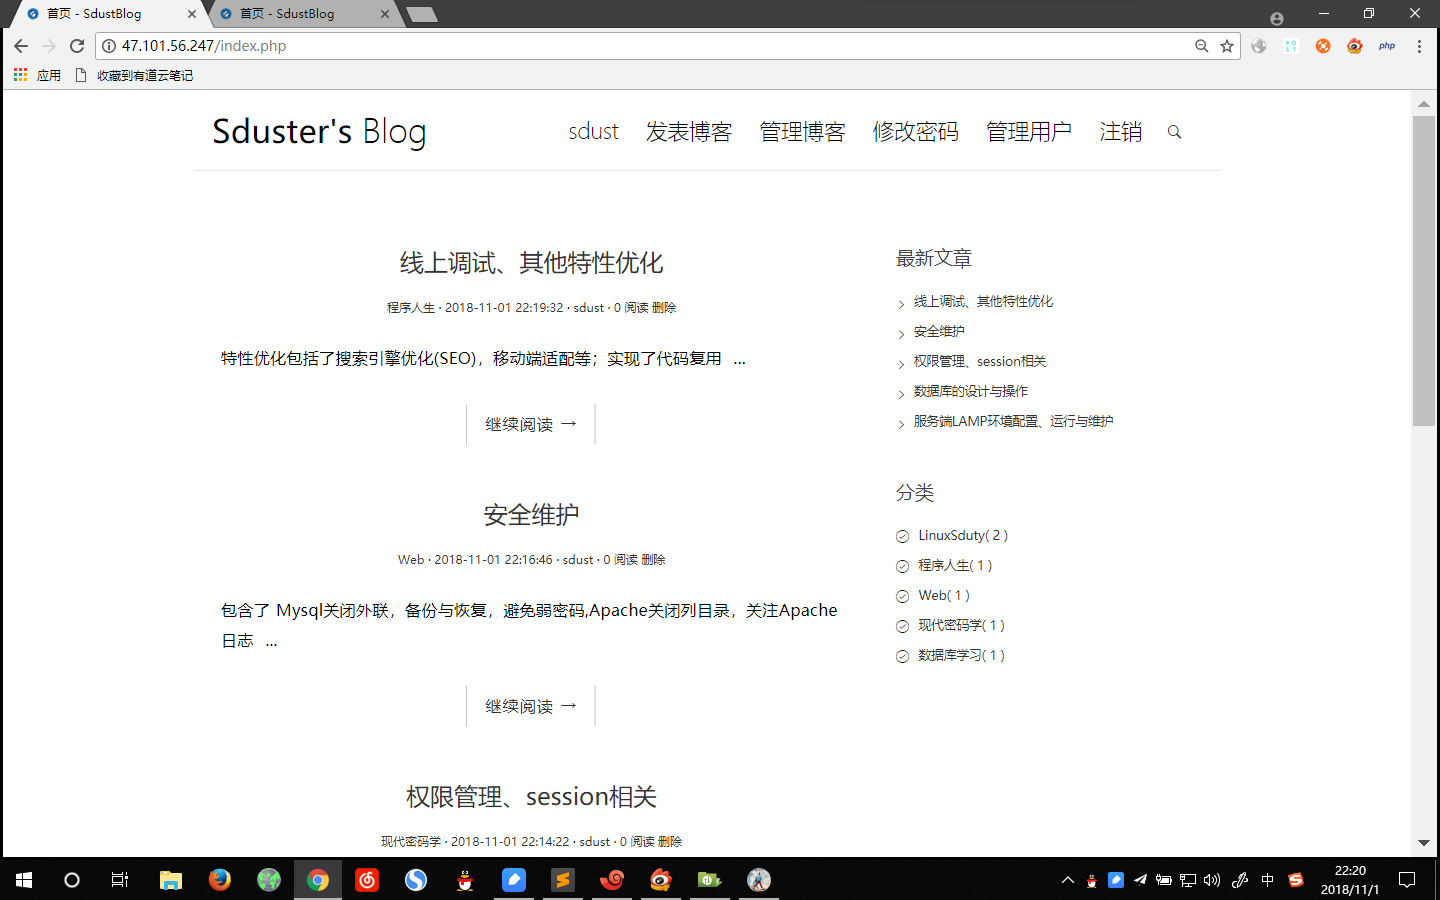 首页 - SdustBlog
首页 - SdustBlog
47.101.56.247/index.php
php
应用
收藏到有道云笔记
Sduster's Blog
sdust 发表博客 管理博客 修改密码 管理用户 注销
线上调试、其他特性优化
程序人生 · 2018-11-01 22:19:32 · sdust · 0 阅读 删除
特性优化包括了搜索引擎优化(SEO)，移动端适配等；实现了代码复用 ...
继续阅读 →
安全维护
Web · 2018-11-01 22:16:46 · sdust · 0 阅读 删除
包含了 Mysql关闭外联，备份与恢复，避免弱密码,Apache关闭列目录，关注Apache
日志 ...
继续阅读 →
权限管理、session相关
现代密码学 · 2018-11-01 22:14:22 · sdust · 0 阅读 删除
最新文章
线上调试、其他特性优化
安全维护
权限管理、session相关
数据库的设计与操作
服务端LAMP环境配置、运行与维护
分类
LinuxSduty( 2 )
程序人生( 1 )
Web( 1 )
现代密码学( 1 )
数据库学习( 1 )
中
22:20
2018/11/1